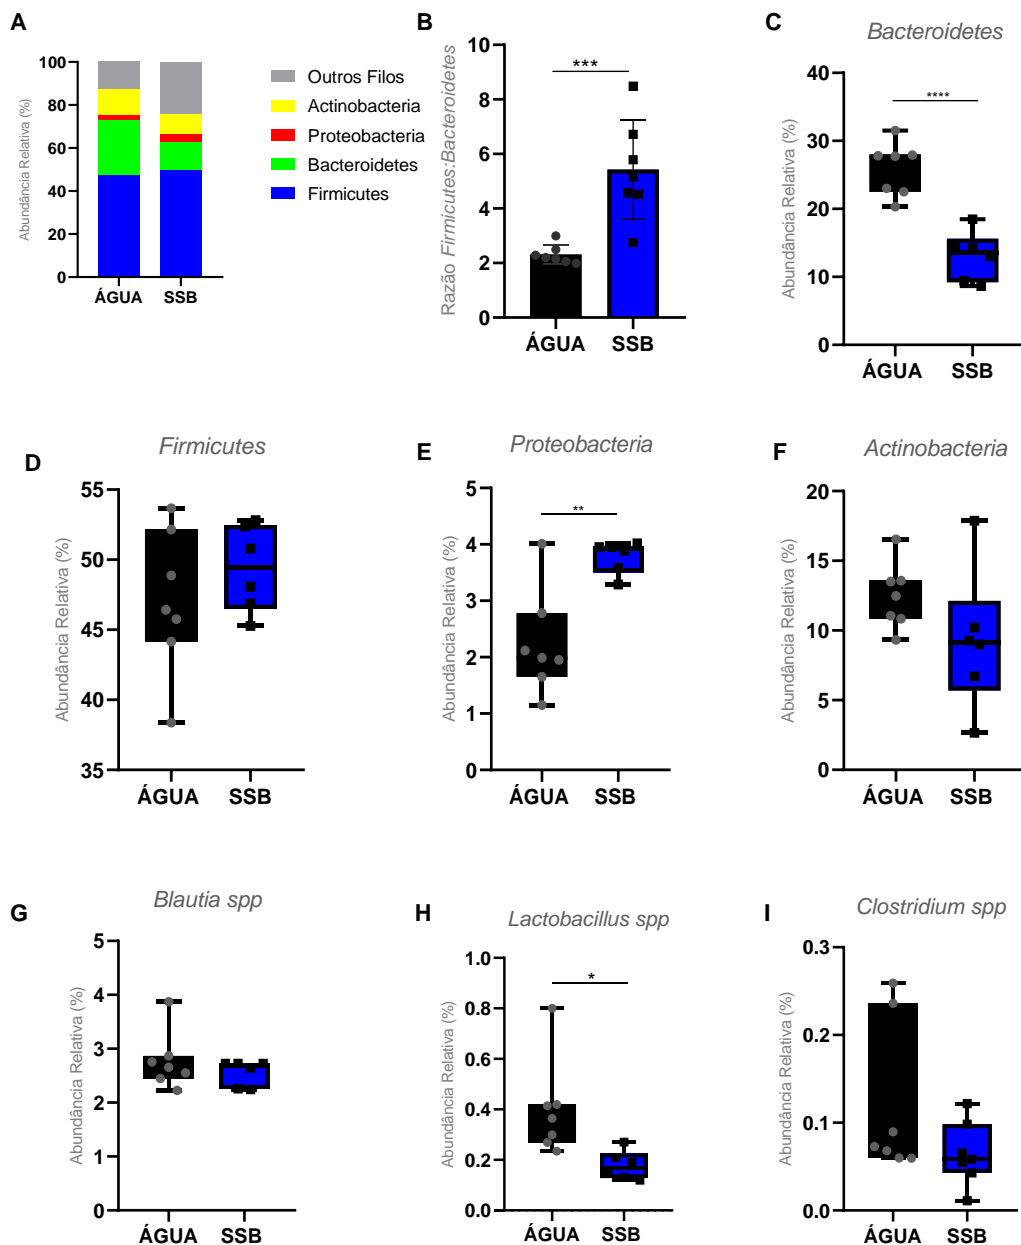 A
Abundância Relativa (%)
100
80
60
40
20
0
ÁGUA
SSB
Outros Filos
Actinobacteria
Proteobacteria
Bacteroidetes
Firmicutes
B
Razão Firmicutes:Bacteroidetes
10
8
6
4
2
0
***
ÁGUA
SSB
C
Bacteroidetes
Abundância Relativa (%)
40
30
20
10
0
****
ÁGUA
SSB
D
Firmicutes
Abundância Relativa (%)
55
50
45
40
35
ÁGUA
SSB
E
Proteobacteria
Abundância Relativa (%)
5
4
3
2
1
0
**
ÁGUA
SSB
F
Actinobacteria
Abundância Relativa (%)
20
15
10
5
0
ÁGUA
SSB
G
Blautia spp
Abundância Relativa (%)
5
4
3
2
1
0
ÁGUA
SSB
H
Lactobacillus spp
Abundância Relativa (%)
1.0
0.8
0.6
0.4
0.2
0.0
*
ÁGUA
SSB
I
Clostridium spp
Abundância Relativa (%)
0.3
0.2
0.1
0.0
ÁGUA
SSB